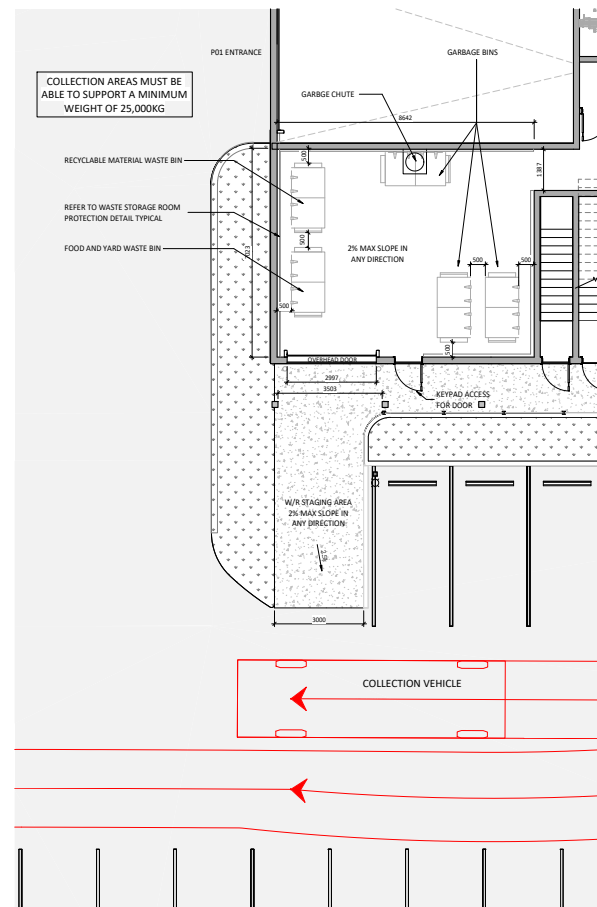 P01 ENTRANCE
GARBAGE BINS
COLLECTION AREAS MUST BE
ABLE TO SUPPORT A MINIMUM
WEIGHT OF 25,000KG
GARBGE CHUTE
8642
500
1387
RECYCLABLE MATERIAL WASTE BIN
REFER TO WASTE STORAGE ROOM
PROTECTION DETAIL TYPICAL
500
FOOD AND YARD WASTE BIN
2% MAX SLOPE IN
ANY DIRECTION
500
500
500
500
OVERHEAD DOOR
2997
3503
KEYPAD ACCESS
FOR DOOR
W/R STAGING AREA
2% MAX SLOPE IN
ANY DIRECTION
3000
COLLECTION VEHICLE